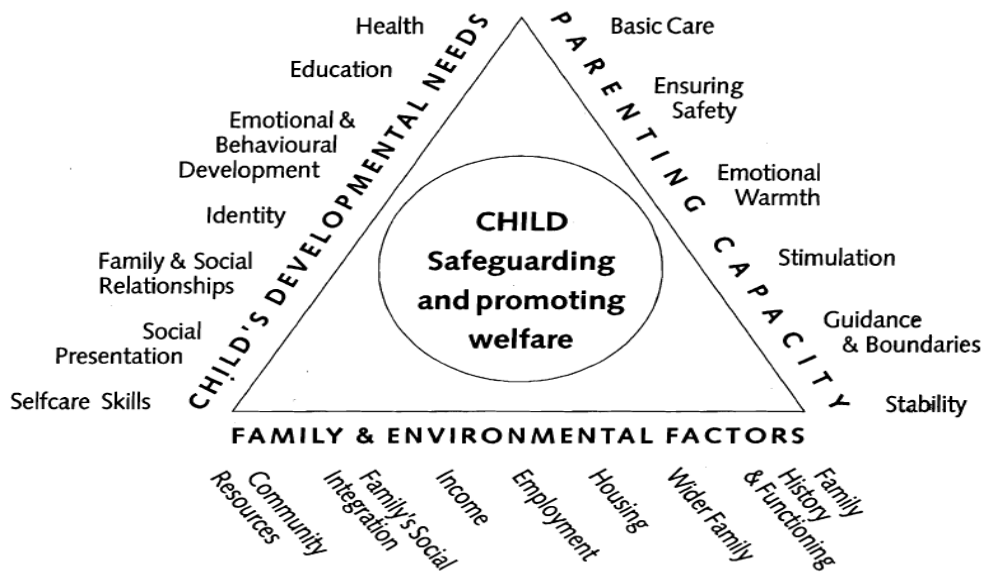 Health
Education
Emotional &
Behavioural
Development
Identity
Family & Social
Relationships
Social
Presentation
Selfcare Skills
CHILD'S DEVELOPMENTAL NEEDS
CHILD
Safeguarding
and promoting
welfare
PARENTING CAPACITY
Basic Care
Ensuring
Safety
Emotional
Warmth
Stimulation
Guidance
& Boundaries
Stability
FAMILY & ENVIRONMENTAL FACTORS
Community
Resources
Family's Social
Integration
Income
Employment
Housing
Wider Family
Family
History
& Functioning